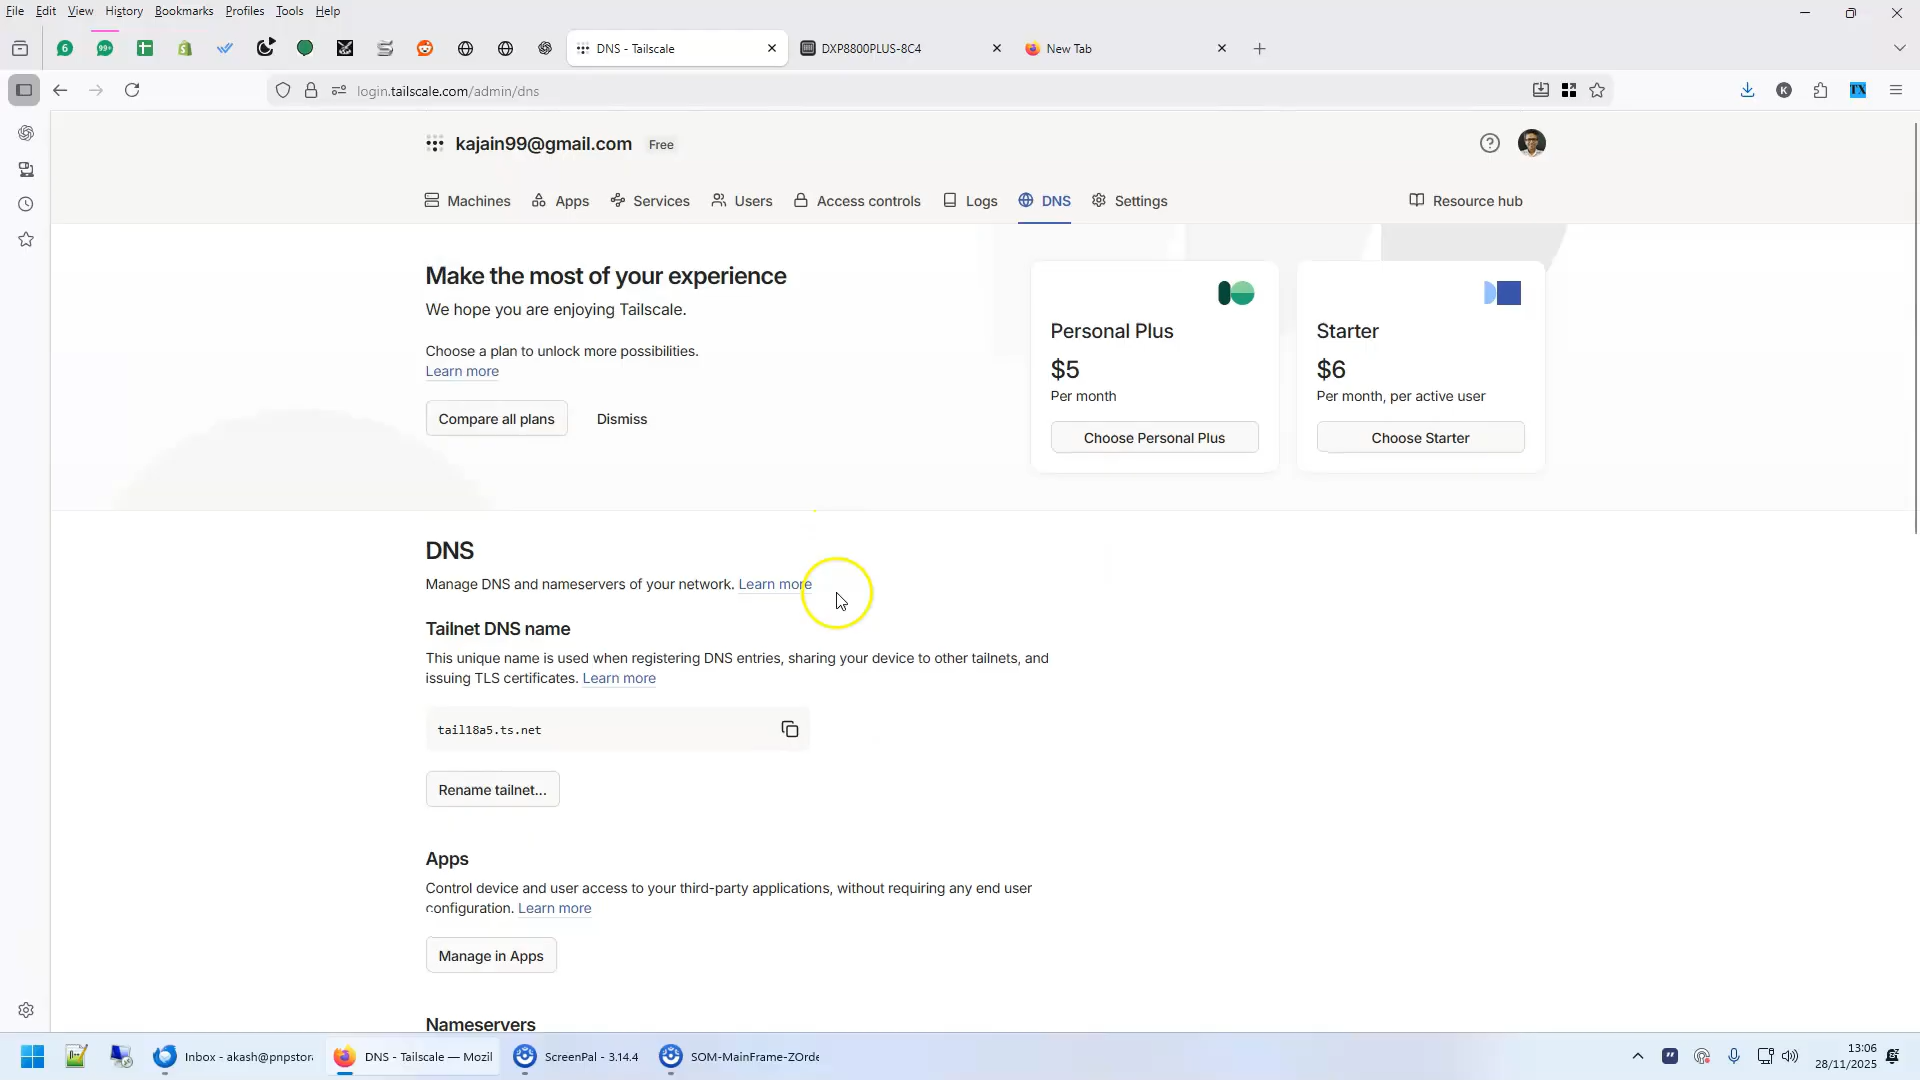 File Edit View History Bookmarks Profiles Tools Help
6 99+ DNS - Tailscale DXP8800PLUS-8C4 New Tab
login.tailscale.com/admin/dns
K TX
kajain99@gmail.com Free
Machines Apps Services Users Access controls Logs DNS Settings Resource hub
Make the most of your experience
We hope you are enjoying Tailscale.
Choose a plan to unlock more possibilities.
Learn more
Compare all plans Dismiss
Personal Plus
$5
Per month
Choose Personal Plus
Starter
$6
Per month, per active user
Choose Starter
DNS
Manage DNS and nameservers of your network. Learn more
Tailnet DNS name
This unique name is used when registering DNS entries, sharing your device to other tailnets, and
issuing TLS certificates. Learn more
tail18a5.ts.net
Rename tailnet...
Apps
Control device and user access to your third-party applications, without requiring any end user
configuration. Learn more
Manage in Apps
Nameservers
Inbox - akash@pnpstor DNS - Tailscale — Mozil ScreenPal - 3.14.4 SOM-MainFrame-ZOrde
13:06
28/11/2025